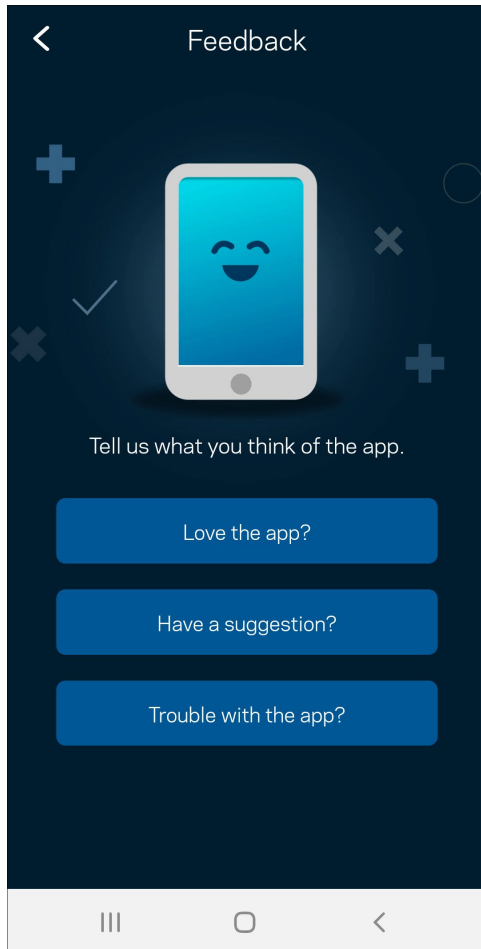 Feedback
Tell us what you think of the app.
Love the app?
Have a suggestion?
Trouble with the app?